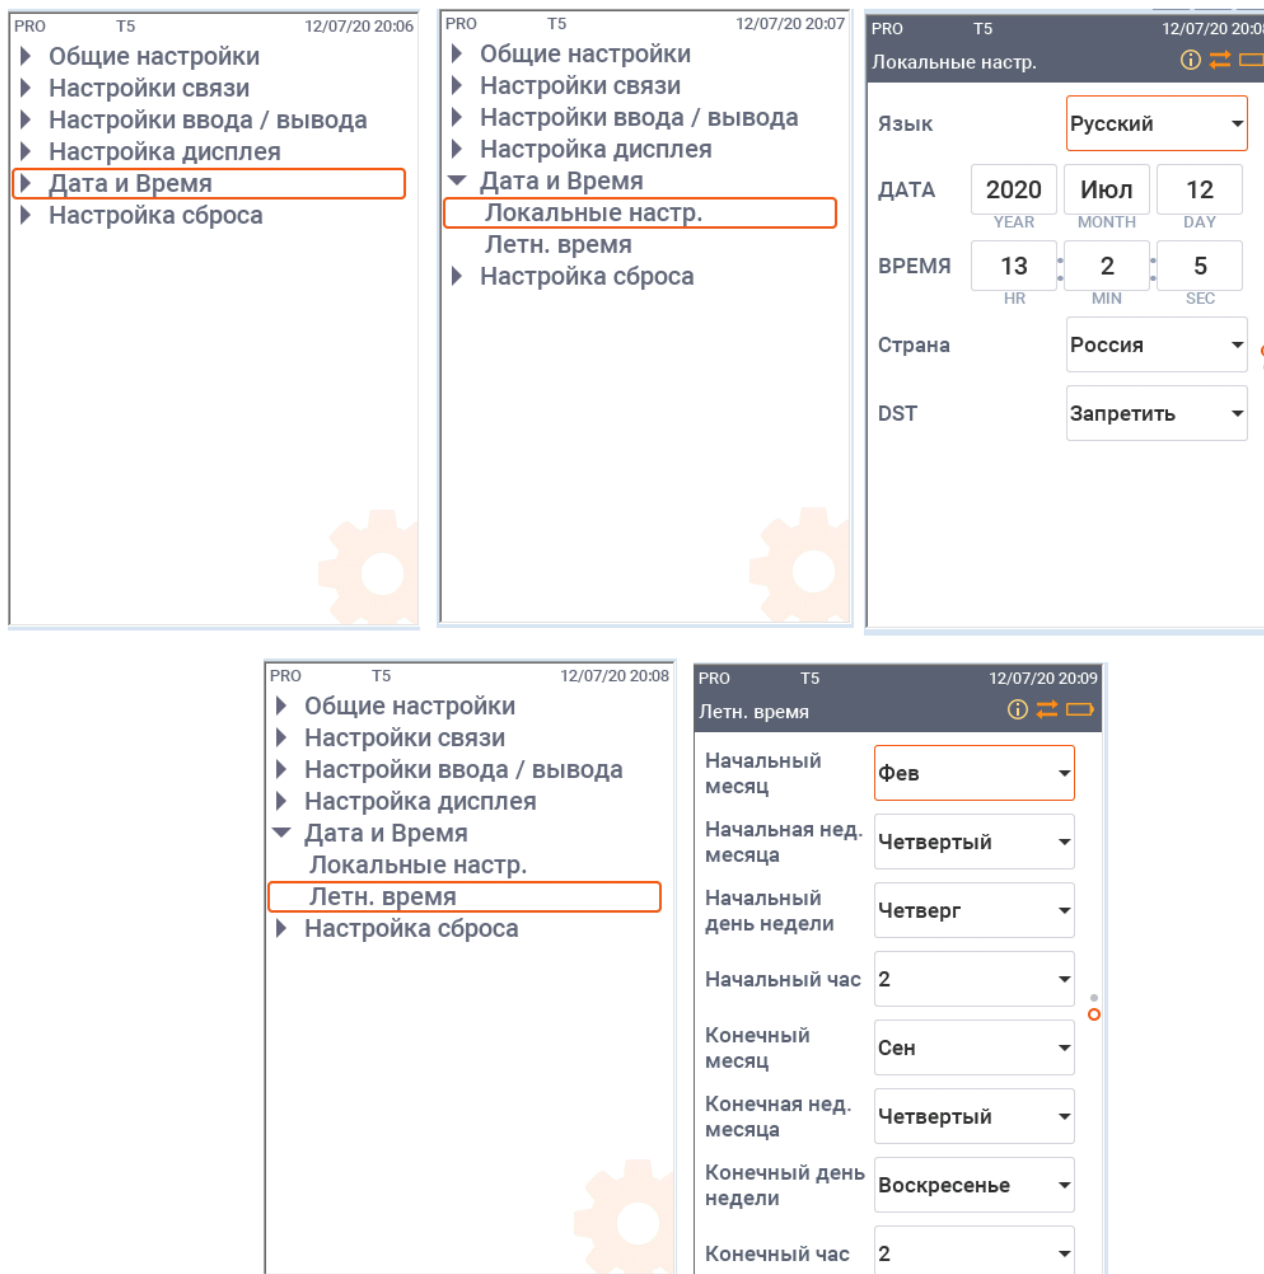 PRO T5 12/07/20 20:06
Общие настройки
Настройки связи
Настройки ввода / вывода
Настройка дисплея
Дата и Время
Настройка сброса
PRO T5 12/07/20 20:07
Общие настройки
Настройки связи
Настройки ввода / вывода
Настройка дисплея
Дата и Время
Локальные настр.
Летн. время
Настройка сброса
PRO T5 12/07/20 20:08
Локальные настр.
Язык Русский
ДАТА 2020 Июл 12
YEAR MONTH DAY
ВРЕМЯ 13 : 2 : 5
HR MIN SEC
Страна Россия
DST Запретить
PRO T5 12/07/20 20:08
Общие настройки
Настройки связи
Настройки ввода / вывода
Настройка дисплея
Дата и Время
Локальные настр.
Летн. время
Настройка сброса
PRO T5 12/07/20 20:09
Летн. время
Начальный
месяц
Фев
Начальная нед.
месяца
Четвертый
Начальный
день недели
Четверг
Начальный час 2
Конечный
месяц
Сен
Конечная нед.
месяца
Четвертый
Конечный день
недели
Воскресенье
Конечный час 2